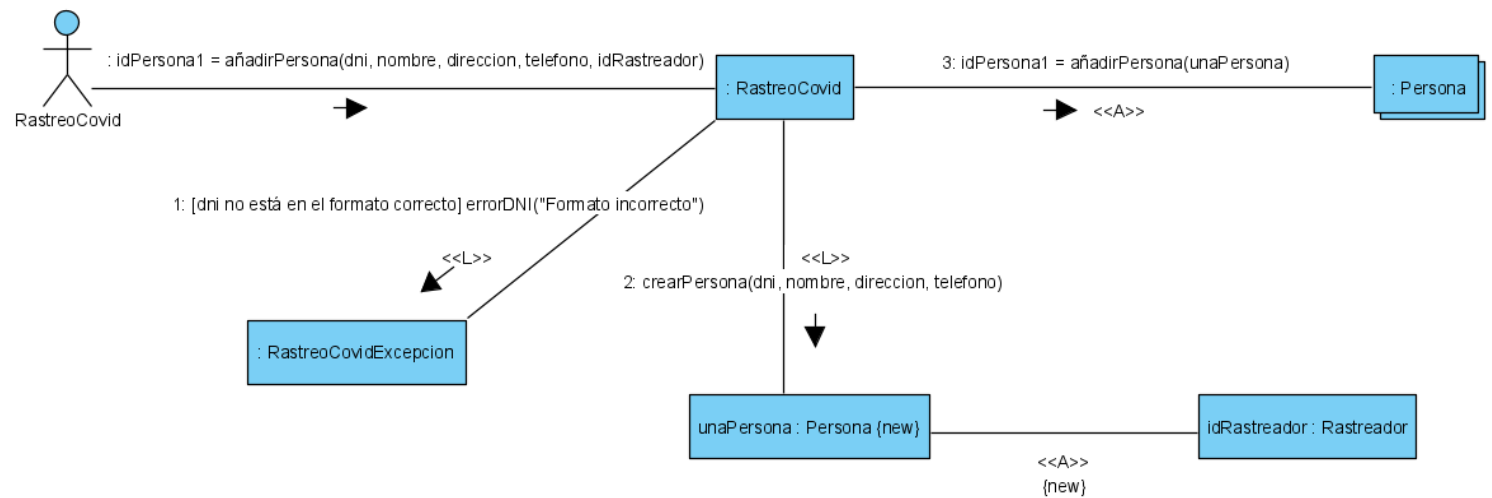 : idPersona1 = añadirPersona(dni, nombre, direccion, telefono, idRastreador)
3: idPersona1 = añadirPersona(unaPersona)
: RastreoCovid
: Persona
<<A>>
RastreoCovid
1: [dni no está en el formato correcto] errorDNI("Formato incorrecto")
<<L>>
<<L>>
2: crearPersona(dni, nombre, direccion, telefono)
: RastreoCovidExcepcion
unaPersona : Persona {new}
idRastreador : Rastreador
<<A>>
{new}